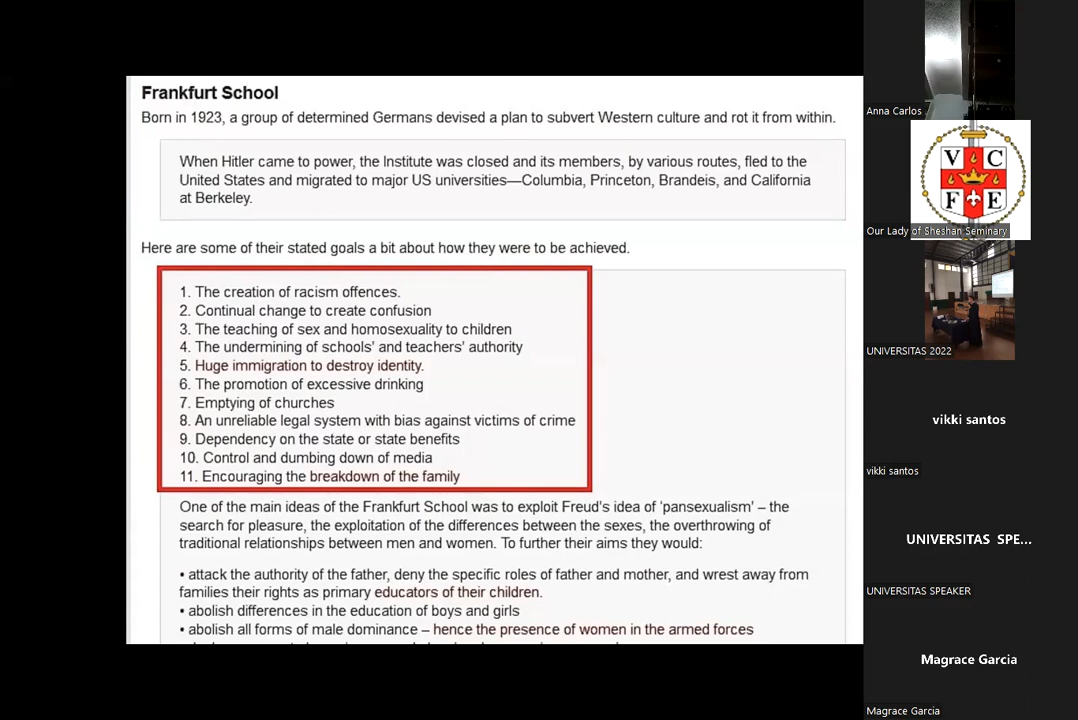 Frankfurt School
Born in 1923, a group of determined Germans devised a plan to subvert Western culture and rot it from within.
When Hitler came to power, the Institute was closed and its members, by various routes, fled to the
United States and migrated to major US universities—Columbia, Princeton, Brandeis, and California
at Berkeley.
Here are some of their stated goals a bit about how they were to be achieved.
1. The creation of racism offences.
2. Continual change to create confusion
3. The teaching of sex and homosexuality to children
4. The undermining of schools' and teachers' authority
5. Huge immigration to destroy identity.
6. The promotion of excessive drinking
7. Emptying of churches
8. An unreliable legal system with bias against victims of crime
9. Dependency on the state or state benefits
10. Control and dumbing down of media
11. Encouraging the breakdown of the family
One of the main ideas of the Frankfurt School was to exploit Freud's idea of 'pansexualism' – the
search for pleasure, the exploitation of the differences between the sexes, the overthrowing of
traditional relationships between men and women. To further their aims they would:
• attack the authority of the father, deny the specific roles of father and mother, and wrest away from
families their rights as primary educators of their children.
• abolish differences in the education of boys and girls
• abolish all forms of male dominance – hence the presence of women in the armed forces
Anna Carlos
V C
F E
Our Lady of Sheshan Seminary
UNIVERSITAS 2022
vikki santos
vikki santos
UNIVERSITAS SPE...
UNIVERSITAS SPEAKER
Magrace Garcia
Magrace Garcia